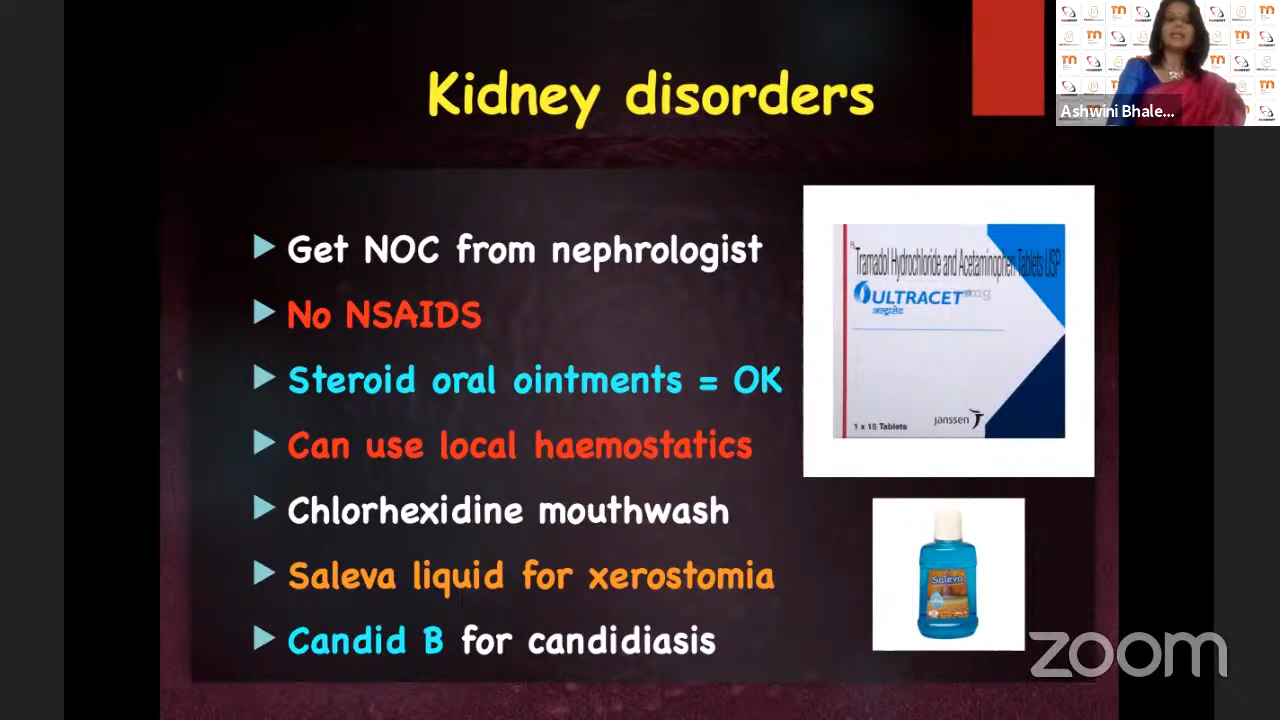 Kidney disorders
Ashwini Bhale...
Get NOC from nephrologist
No NSAIDS
Steroid oral ointments = OK
Can use local haemostatics
Chlorhexidine mouthwash
Saleva liquid for xerostomia
Candid B for candidiasis
Tramadol Hydrochloride and Acetaminophen Tablets USP
ULTRACET
अल्ट्रासेट
1 x 15 Tablets
janssen
Saleva
zoom